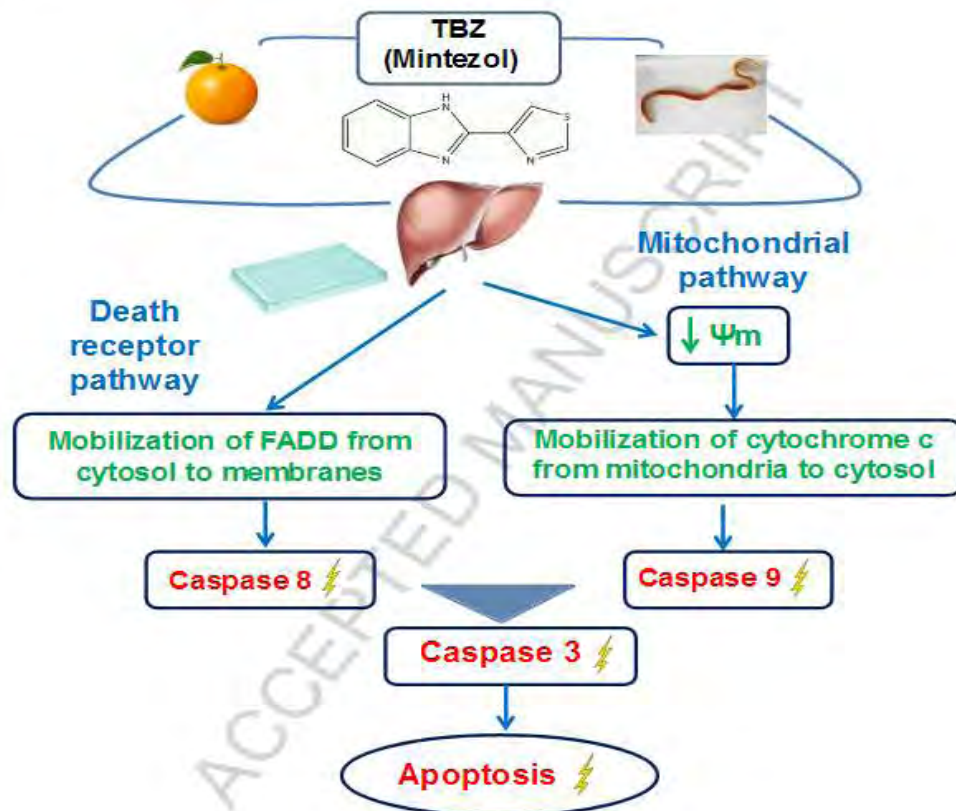 TBZ
(Mintezol)
H
N
N
S
N
Mitochondrial
pathway
Death
receptor
pathway
↓ Ψm
Mobilization of FADD from
cytosol to membranes
Mobilization of cytochrome c
from mitochondria to cytosol
Caspase 8
Caspase 9
Caspase 3
Apoptosis
ACCEPTED MANUSCRIPT